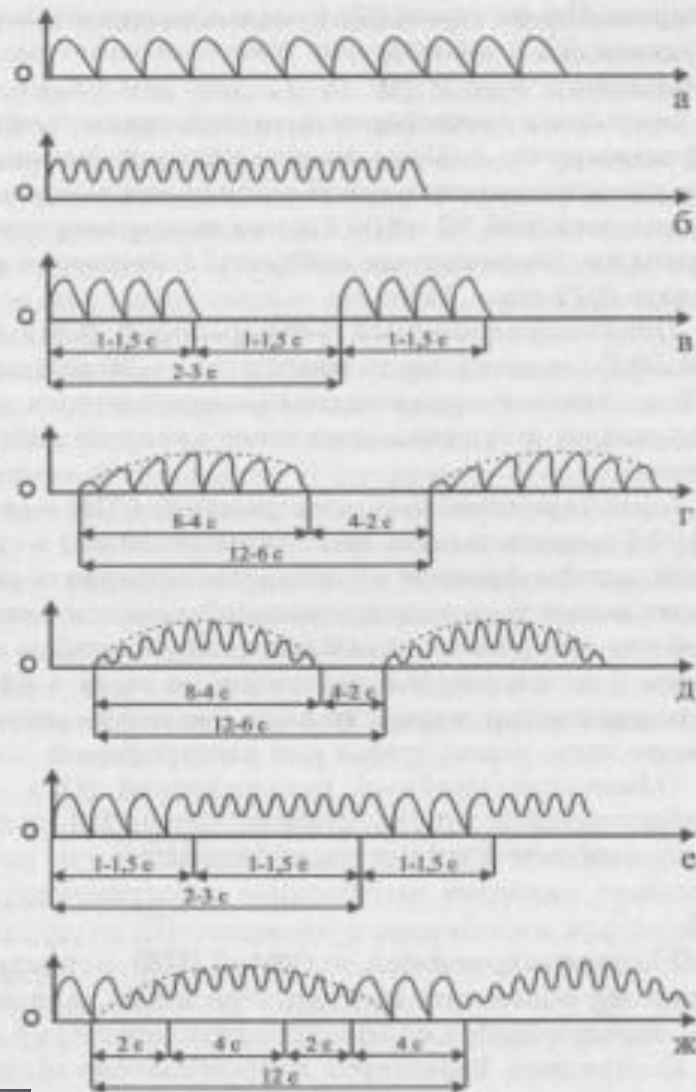 О
а
О
б
О
в
1-1,5 с 1-1,5 с 1-1,5 с
2-3 с
О
г
8-4 с 4-2 с
12-6 с
О
д
8-4 с 4-2 с
12-6 с
О
е
1-1,5 с 1-1,5 с 1-1,5 с
2-3 с
О
ж
2 с 4 с 2 с 4 с
12 с